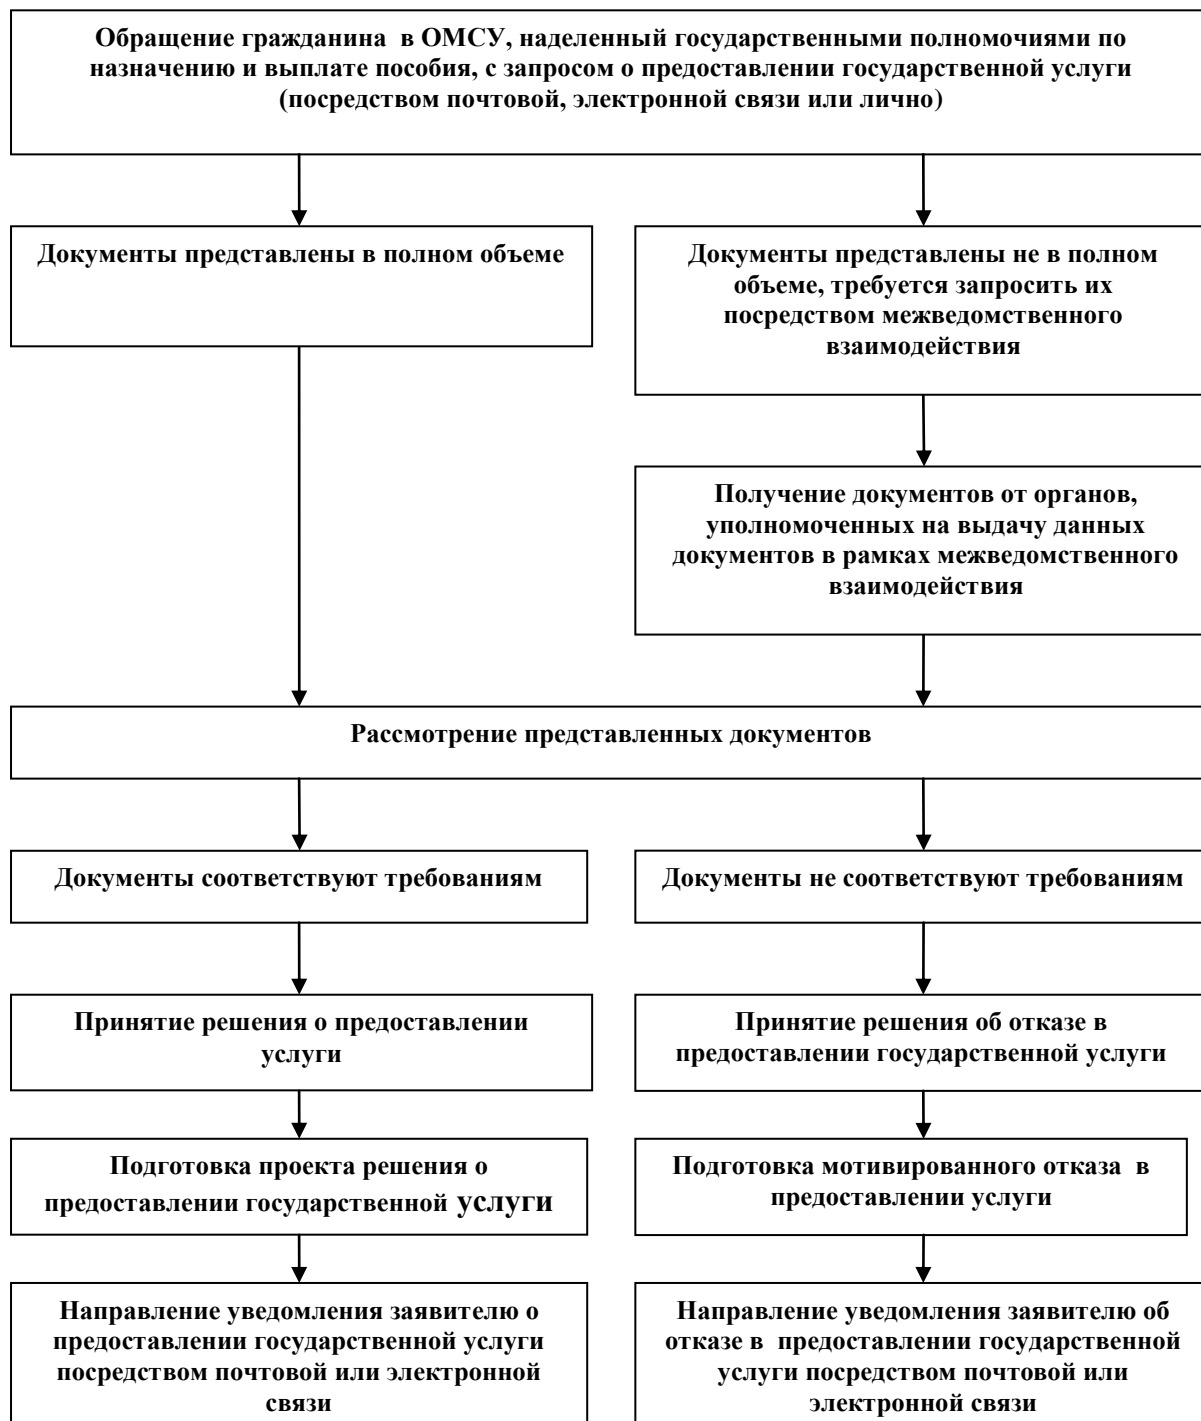 Обращение гражданина  в ОМСУ, наделенный государственными полномочиями по
назначению и выплате пособия, с запросом о предоставлении государственной услуги
(посредством почтовой, электронной связи или лично)
Документы представлены в полном объеме
Документы представлены не в полном
объеме, требуется запросить их
посредством межведомственного
взаимодействия
Получение документов от органов,
уполномоченных на выдачу данных
документов в рамках межведомственного
взаимодействия
Рассмотрение представленных документов
Документы соответствуют требованиям
Документы не соответствуют требованиям
Принятие решения о предоставлении
услуги
Принятие решения об отказе в
предоставлении государственной услуги
Подготовка проекта решения о
предоставлении государственной услуги
Подготовка мотивированного отказа  в
предоставлении услуги
Направление уведомления заявителю о
предоставлении государственной услуги
посредством почтовой или электронной
связи
Направление уведомления заявителю об
отказе в  предоставлении государственной
услуги посредством почтовой или
электронной связи